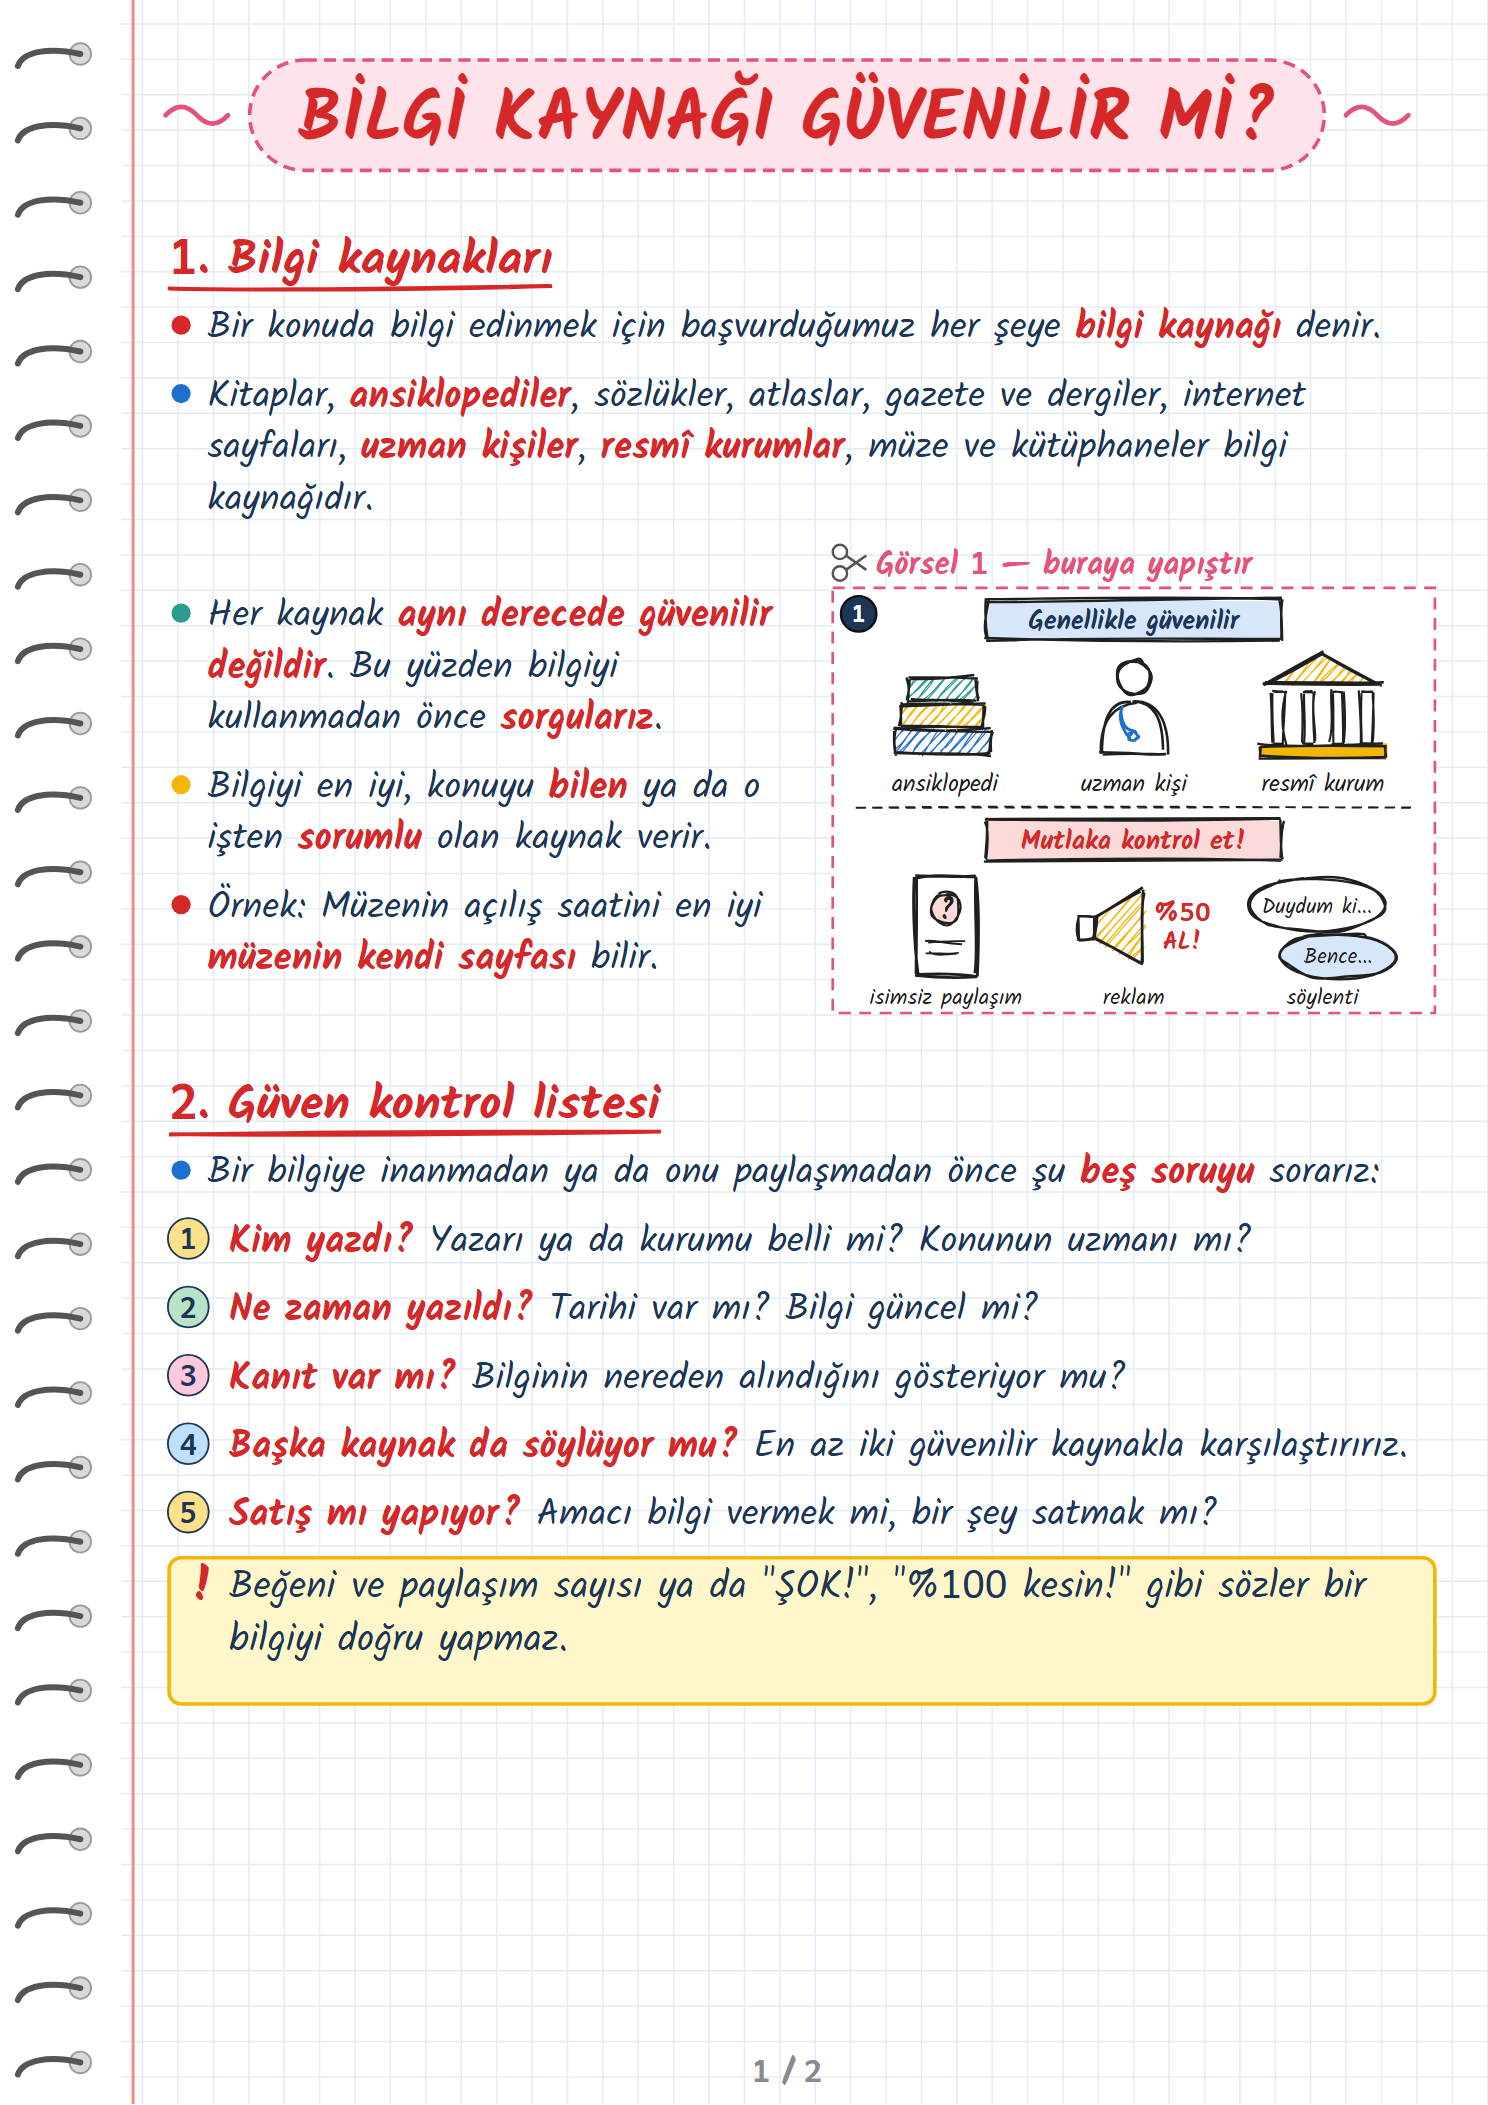 BİLGİ KAYNAĞI GÜVENİLİR Mİ?
1. Bilgi kaynakları
Bir konuda bilgi edinmek için başvurduğumuz her şeye bilgi kaynağı denir.
Kitaplar, ansiklopediler, sözlükler, atlaslar, gazete ve dergiler, internet
sayfaları, uzman kişiler, resmî kurumlar, müze ve kütüphaneler bilgi
kaynağıdır.
Her kaynak aynı derecede güvenilir
değildir. Bu yüzden bilgiyi
kullanmadan önce sorgularız.
Bilgiyi en iyi, konuyu bilen ya da o
işten sorumlu olan kaynak verir.
Örnek: Müzenin açılış saatini en iyi
müzenin kendi sayfası bilir.
Görsel 1 — buraya yapıştır
1
Genellikle güvenilir
ansiklopedi
uzman kişi
resmî kurum
Mutlaka kontrol et!
?
%50
AL!
Duydum ki...
Bence...
isimsiz paylaşım
reklam
söylenti
2. Güven kontrol listesi
Bir bilgiye inanmadan ya da onu paylaşmadan önce şu beş soruyu sorarız:
1 Kim yazdı? Yazarı ya da kurumu belli mi? Konunun uzmanı mı?
2 Ne zaman yazıldı? Tarihi var mı? Bilgi güncel mi?
3 Kanıt var mı? Bilginin nereden alındığını gösteriyor mu?
4 Başka kaynak da söylüyor mu? En az iki güvenilir kaynakla karşılaştırırız.
5 Satış mı yapıyor? Amacı bilgi vermek mi, bir şey satmak mı?
! Beğeni ve paylaşım sayısı ya da "ŞOK!", "%100 kesin!" gibi sözler bir
bilgiyi doğru yapmaz.
1 / 2